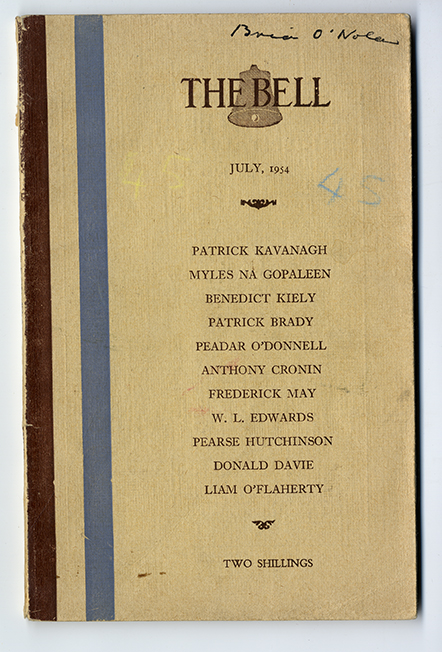 Brian O'Nolan
THE BELL
JULY, 1954
45
PATRICK KAVANAGH
MYLES NA GOPALEEN
BENEDICT KIELY
PATRICK BRADY
PEADAR O'DONNELL
ANTHONY CRONIN
FREDERICK MAY
W. L. EDWARDS
PEARSE HUTCHINSON
DONALD DAVIE
LIAM O'FLAHERTY
TWO SHILLINGS